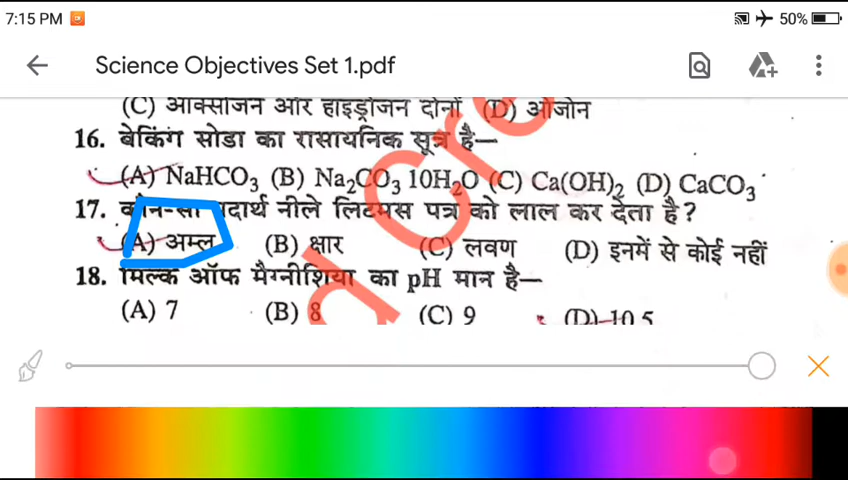 7:15 PM 50%
Science Objectives Set 1.pdf
(C) ऑक्सीजन और हाइड्रोजन दोनों (D) ओजोन
16. बेकिंग सोडा का रासायनिक सूत्र है—
(A) NaHCO₃ (B) Na₂CO₃ 10H₂O (C) Ca(OH)₂ (D) CaCO₃
17. कौन-सा पदार्थ नीले लिटमस पत्र को लाल कर देता है?
(A) अम्ल (B) क्षार (C) लवण (D) इनमें से कोई नहीं
18. मिल्क ऑफ मैग्नीशिया का pH मान है—
(A) 7 (B) 8 (C) 9 (D) 10.5